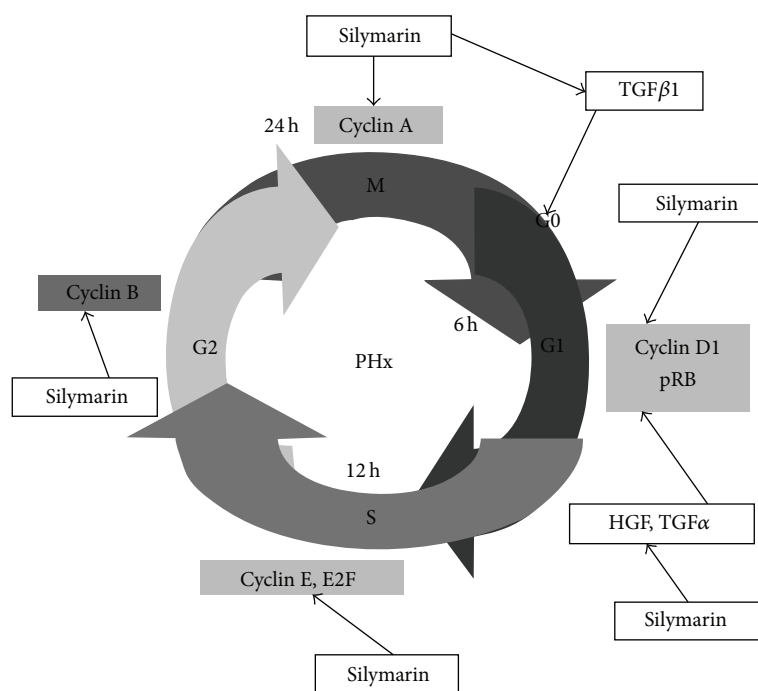 Silymarin
TGFβ1
24 h
Cyclin A
M
G0
Silymarin
Cyclin B
6 h
G2
PHx
G1
Cyclin D1
pRB
Silymarin
12 h
S
HGF, TGFα
Cyclin E, E2F
Silymarin
Silymarin